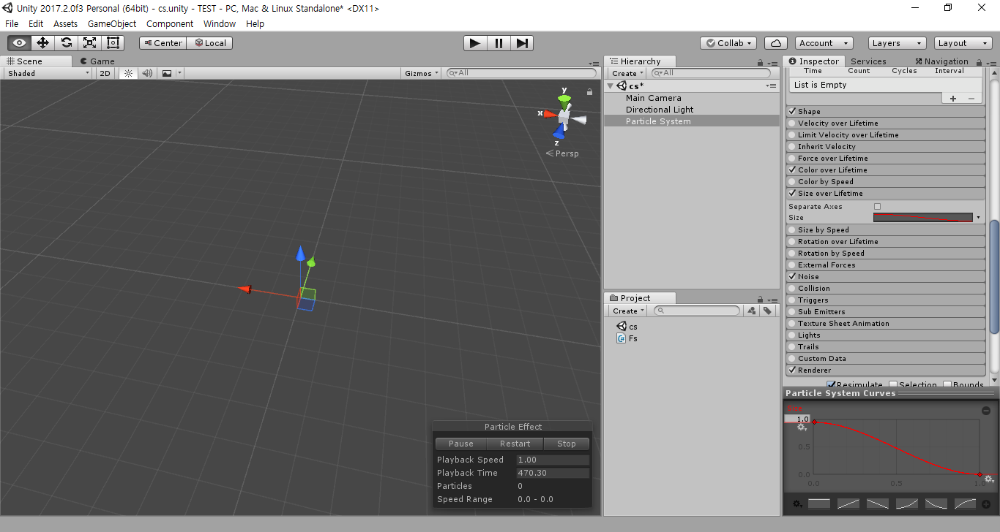 Unity 2017.2.0f3 Personal (64bit) - cs.unity - TEST - PC, Mac & Linux Standalone* <DX11>
File Edit Assets GameObject Component Window Help
Center Local Collab Account Layers Layout
Scene Game
Shaded 2D Gizmos All
y
x
z
Persp
Particle Effect
Pause Restart Stop
Playback Speed 1.00
Playback Time 470.30
Particles 0
Speed Range 0.0 - 0.0
Hierarchy
Create All
cs*
Main Camera
Directional Light
Particle System
Project
Create
cs
Fs
Inspector Services Navigation
Time Count Cycles Interval
List is Empty
Shape
Velocity over Lifetime
Limit Velocity over Lifetime
Inherit Velocity
Force over Lifetime
Color over Lifetime
Color by Speed
Size over Lifetime
Separate Axes
Size
Size by Speed
Rotation over Lifetime
Rotation by Speed
External Forces
Noise
Collision
Triggers
Sub Emitters
Texture Sheet Animation
Lights
Trails
Custom Data
Renderer
Resimulate Selection Bounds
Particle System Curves
1.0
0.5
0.0
0.0 0.5 1.0